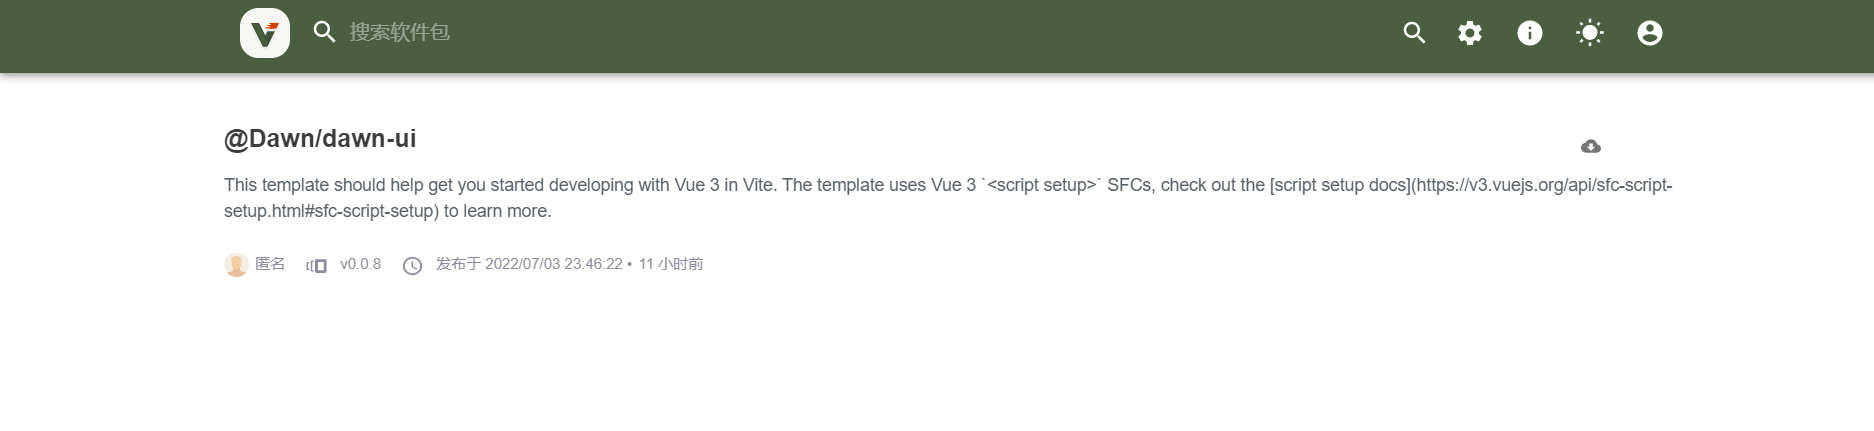 搜索软件包
@Dawn/dawn-ui
This template should help get you started developing with Vue 3 in Vite. The template uses Vue 3 `<script setup>` SFCs, check out the [script setup docs](https://v3.vuejs.org/api/sfc-script-
setup.html#sfc-script-setup) to learn more.
匿名 v0.0.8 发布于 2022/07/03 23:46:22 • 11 小时前